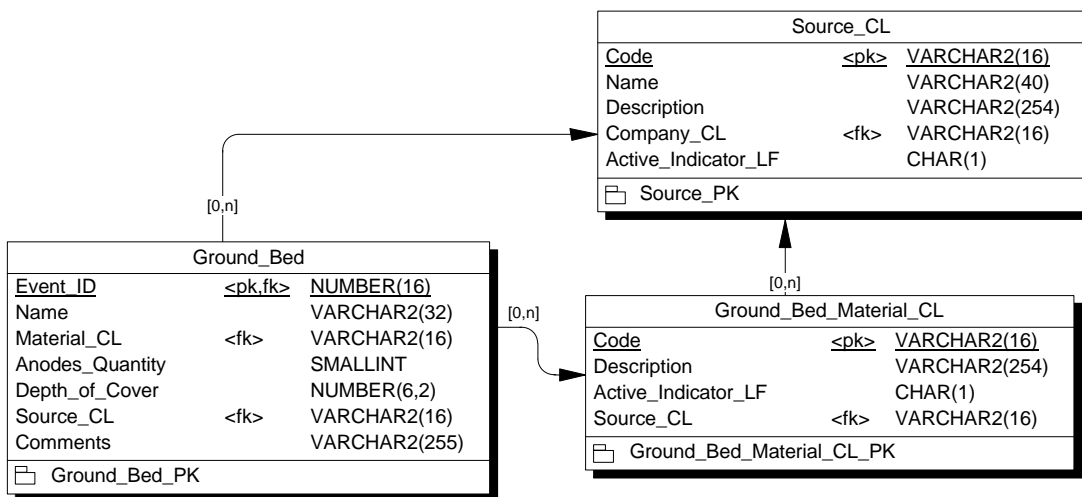 Source_CL
Code <pk> VARCHAR2(16)
Name VARCHAR2(40)
Description VARCHAR2(254)
Company_CL <fk> VARCHAR2(16)
Active_Indicator_LF CHAR(1)
Source_PK
[0,n]
Ground_Bed
Event_ID <pk,fk> NUMBER(16)
Name VARCHAR2(32)
Material_CL <fk> VARCHAR2(16)
Anodes_Quantity SMALLINT
Depth_of_Cover NUMBER(6,2)
Source_CL <fk> VARCHAR2(16)
Comments VARCHAR2(255)
Ground_Bed_PK
[0,n]
[0,n]
Ground_Bed_Material_CL
Code <pk> VARCHAR2(16)
Description VARCHAR2(254)
Active_Indicator_LF CHAR(1)
Source_CL <fk> VARCHAR2(16)
Ground_Bed_Material_CL_PK